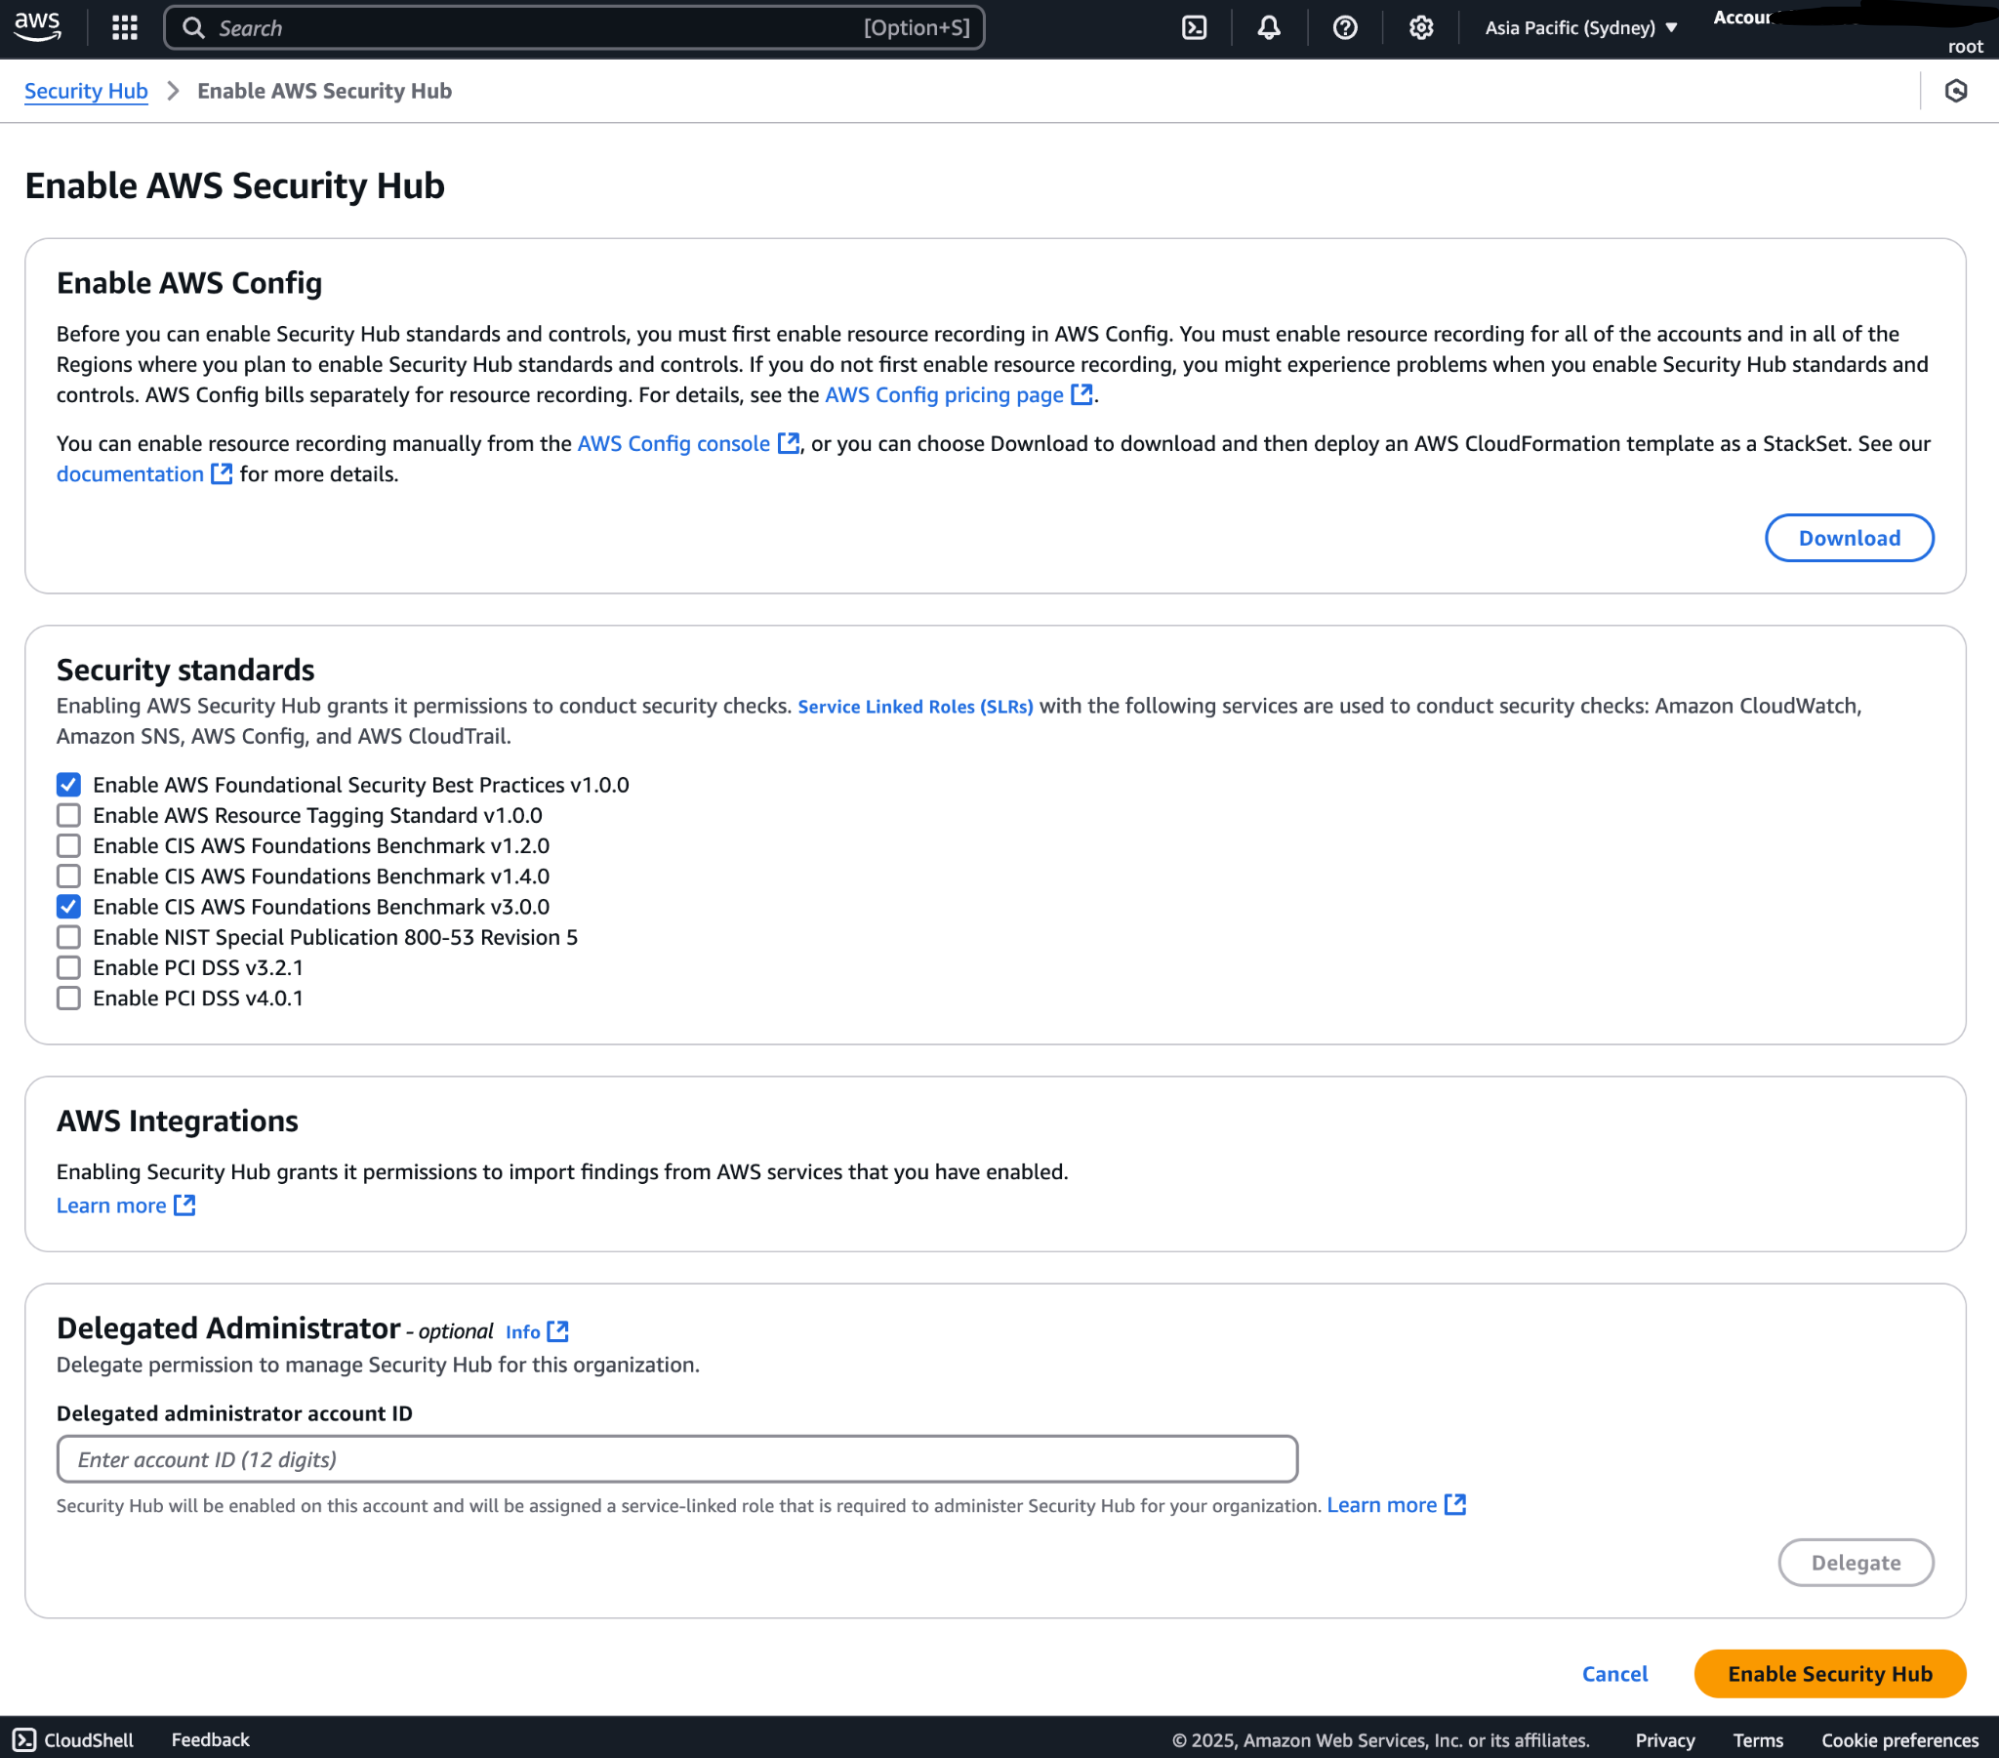 aws
Search
[Option+S]
Asia Pacific (Sydney)
root
Security Hub
Enable AWS Security Hub
Enable AWS Security Hub
Enable AWS Config
Before you can enable Security Hub standards and controls, you must first enable resource recording in AWS Config. You must enable resource recording for all of the accounts and in all of the
Regions where you plan to enable Security Hub standards and controls. If you do not first enable resource recording, you might experience problems when you enable Security Hub standards and
controls. AWS Config bills separately for resource recording. For details, see the AWS Config pricing page.
You can enable resource recording manually from the AWS Config console, or you can choose Download to download and then deploy an AWS CloudFormation template as a StackSet. See our
documentation for more details.
Download
Security standards
Enabling AWS Security Hub grants it permissions to conduct security checks. Service Linked Roles (SLRs) with the following services are used to conduct security checks: Amazon CloudWatch,
Amazon SNS, AWS Config, and AWS CloudTrail.
Enable AWS Foundational Security Best Practices v1.0.0
Enable AWS Resource Tagging Standard v1.0.0
Enable CIS AWS Foundations Benchmark v1.2.0
Enable CIS AWS Foundations Benchmark v1.4.0
Enable CIS AWS Foundations Benchmark v3.0.0
Enable NIST Special Publication 800-53 Revision 5
Enable PCI DSS v3.2.1
Enable PCI DSS v4.0.1
AWS Integrations
Enabling Security Hub grants it permissions to import findings from AWS services that you have enabled.
Learn more
Delegated Administrator - optional Info
Delegate permission to manage Security Hub for this organization.
Delegated administrator account ID
Enter account ID (12 digits)
Security Hub will be enabled on this account and will be assigned a service-linked role that is required to administer Security Hub for your organization. Learn more
Delegate
Cancel
Enable Security Hub
CloudShell
Feedback
© 2025, Amazon Web Services, Inc. or its affiliates.
Privacy
Terms
Cookie preferences